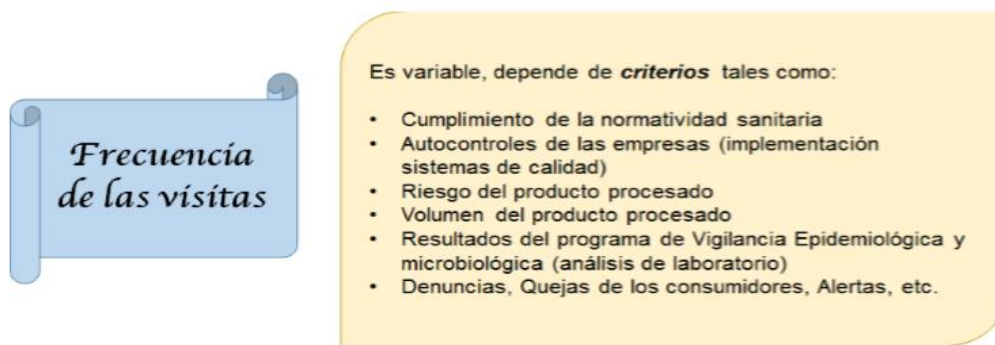 Frecuencia
de las visitas
Es variable, depende de criterios tales como:
• Cumplimiento de la normatividad sanitaria
• Autocontroles de las empresas (implementación
sistemas de calidad)
• Riesgo del producto procesado
• Volumen del producto procesado
• Resultados del programa de Vigilancia Epidemiológica y
microbiológica (análisis de laboratorio)
• Denuncias, Quejas de los consumidores, Alertas, etc.